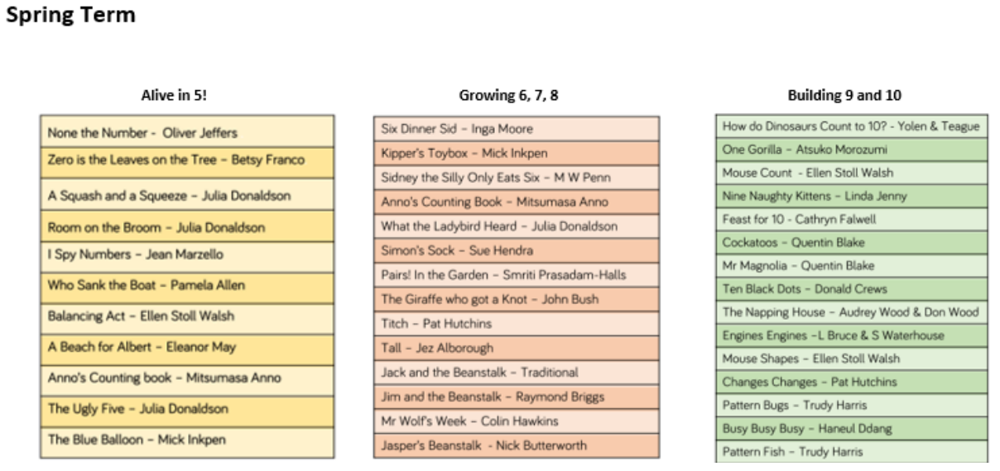 Spring Term
Alive in 5!
None the Number - Oliver Jeffers
Zero is the Leaves on the Tree – Betsy Franco
A Squash and a Squeeze – Julia Donaldson
Room on the Broom – Julia Donaldson
I Spy Numbers – Jean Marzello
Who Sank the Boat – Pamela Allen
Balancing Act – Ellen Stoll Walsh
A Beach for Albert – Eleanor May
Anno's Counting book – Mitsumasa Anno
The Ugly Five – Julia Donaldson
The Blue Balloon – Mick Inkpen
Growing 6, 7, 8
Six Dinner Sid – Inga Moore
Kipper's Toybox – Mick Inkpen
Sidney the Silly Only Eats Six – M W Penn
Anno's Counting Book – Mitsumasa Anno
What the Ladybird Heard – Julia Donaldson
Simon's Sock – Sue Hendra
Pairs! In the Garden – Smriti Prasadam-Halls
The Giraffe who got a Knot – John Bush
Titch – Pat Hutchins
Tall – Jez Alborough
Jack and the Beanstalk – Traditional
Jim and the Beanstalk – Raymond Briggs
Mr Wolf's Week – Colin Hawkins
Jasper's Beanstalk - Nick Butterworth
Building 9 and 10
How do Dinosaurs Count to 10? - Yolen & Teague
One Gorilla – Atsuko Morozumi
Mouse Count - Ellen Stoll Walsh
Nine Naughty Kittens – Linda Jenny
Feast for 10 - Cathryn Falwell
Cockatoos – Quentin Blake
Mr Magnolia – Quentin Blake
Ten Black Dots – Donald Crews
The Napping House – Audrey Wood & Don Wood
Engines Engines –L Bruce & S Waterhouse
Mouse Shapes – Ellen Stoll Walsh
Changes Changes – Pat Hutchins
Pattern Bugs – Trudy Harris
Busy Busy Busy – Haneul Ddang
Pattern Fish – Trudy Harris